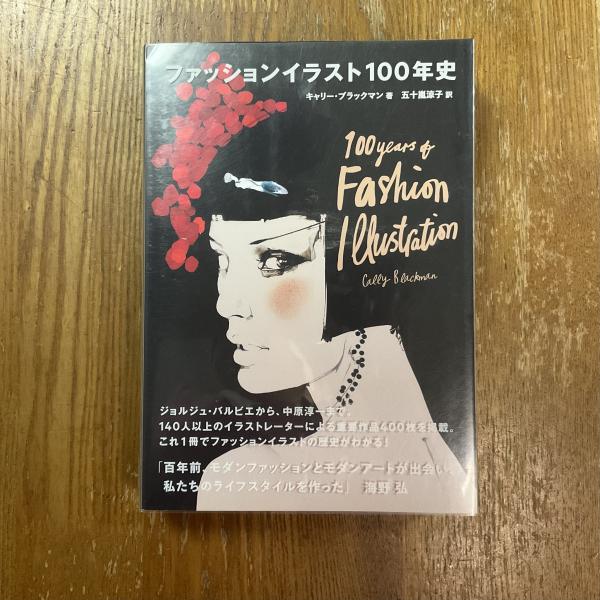 ファッションイラスト100年史
キャリー・ブラックマン 著　五十嵐涼子 訳
100 years of
Fashion
Illustration
Cally Blackman
ジョルジュ・バルビエから、中原淳一まで。
140人以上のイラストレーターによる重要作品400枚を掲載。
これ1冊でファッションイラストの歴史がわかる!
「百年前、モダンファッションとモダンアートが出会い、
私たちのライフスタイルを作った」　海野 弘